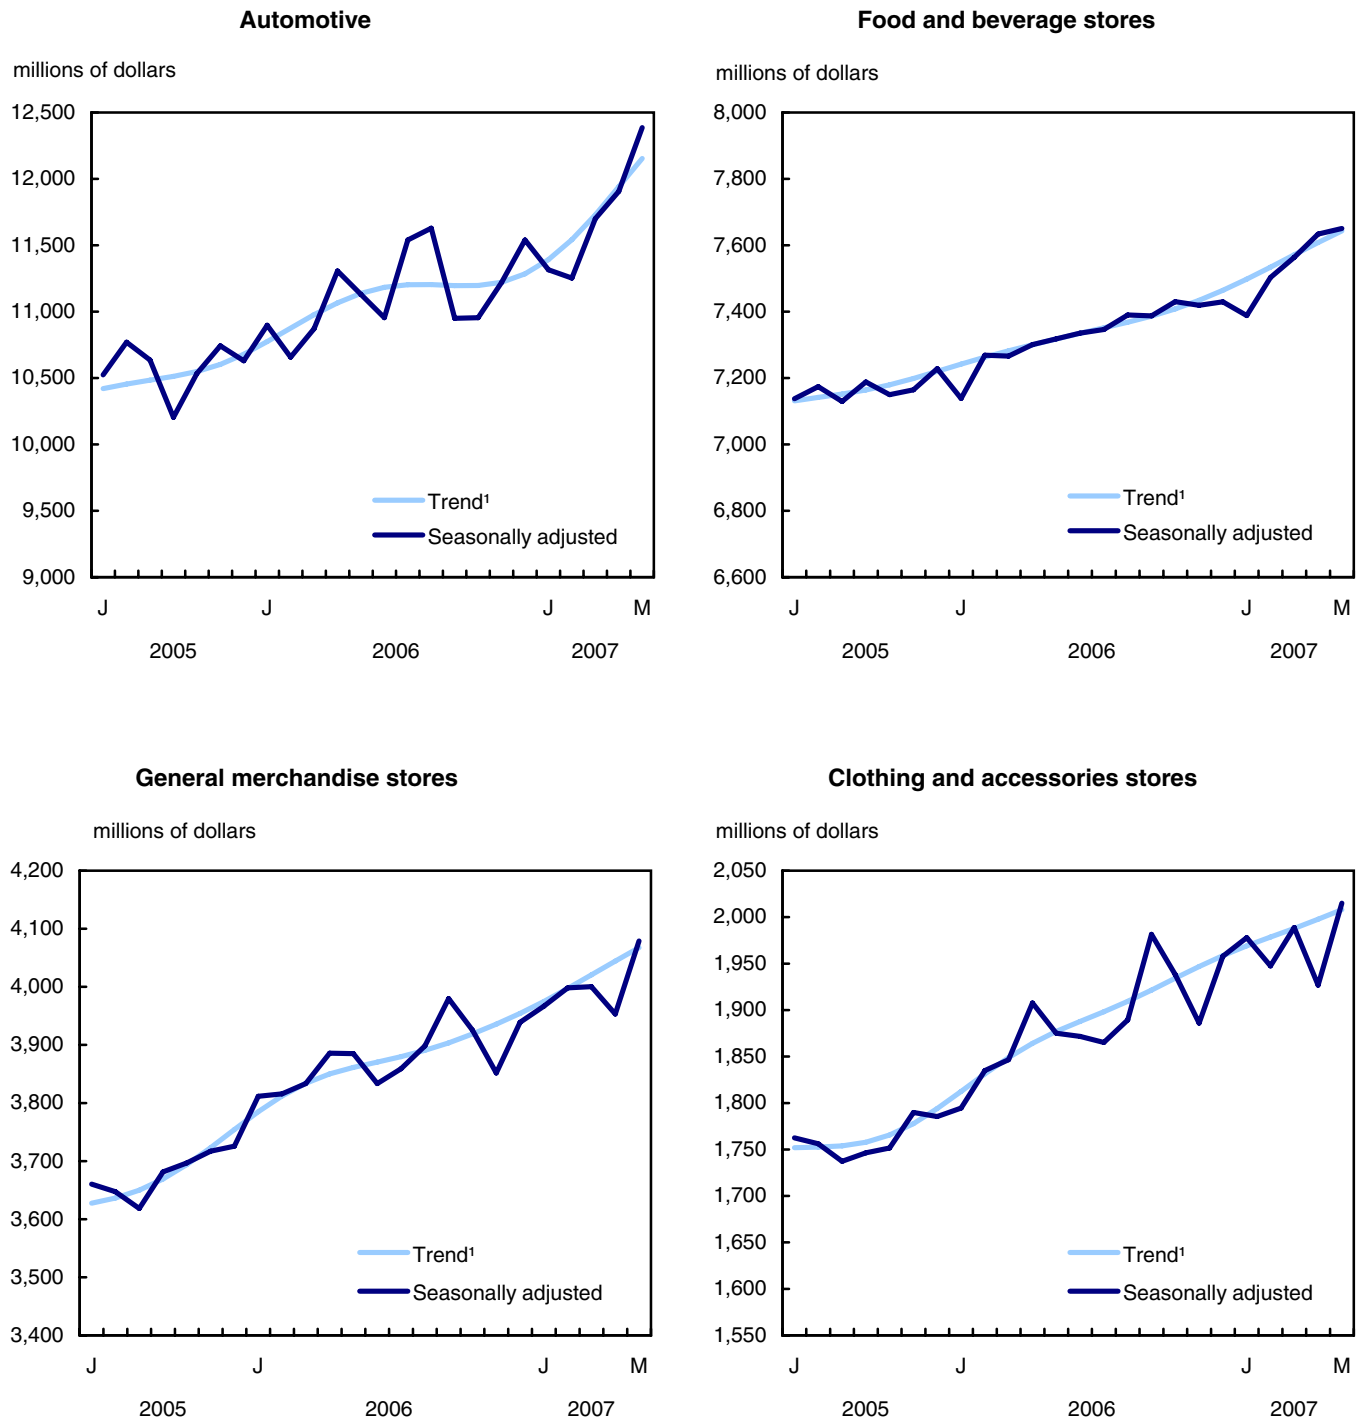 Automotive
millions of dollars
12,500
12,000
11,500
11,000
10,500
10,000
9,500
9,000
Trend¹
Seasonally adjusted
J J J M
2005 2006 2007
Food and beverage stores
millions of dollars
8,000
7,800
7,600
7,400
7,200
7,000
6,800
6,600
Trend¹
Seasonally adjusted
J J J M
2005 2006 2007
General merchandise stores
millions of dollars
4,200
4,100
4,000
3,900
3,800
3,700
3,600
3,500
3,400
Trend¹
Seasonally adjusted
J J J M
2005 2006 2007
Clothing and accessories stores
millions of dollars
2,050
2,000
1,950
1,900
1,850
1,800
1,750
1,700
1,650
1,600
1,550
Trend¹
Seasonally adjusted
J J J M
2005 2006 2007